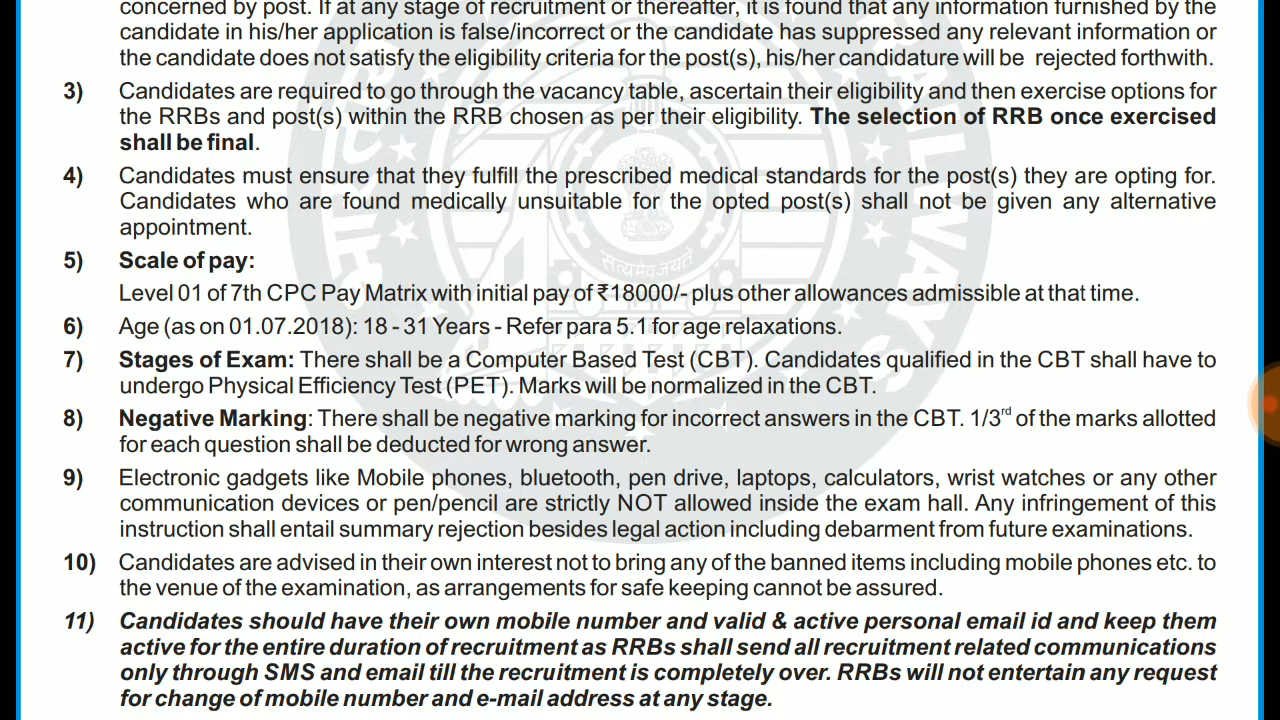 concerned by post. If at any stage of recruitment or thereafter, it is found that any information furnished by the
candidate in his/her application is false/incorrect or the candidate has suppressed any relevant information or
the candidate does not satisfy the eligibility criteria for the post(s), his/her candidature will be rejected forthwith.
3) Candidates are required to go through the vacancy table, ascertain their eligibility and then exercise options for
the RRBs and post(s) within the RRB chosen as per their eligibility. The selection of RRB once exercised
shall be final.
4) Candidates must ensure that they fulfill the prescribed medical standards for the post(s) they are opting for.
Candidates who are found medically unsuitable for the opted post(s) shall not be given any alternative
appointment.
5) Scale of pay:
Level 01 of 7th CPC Pay Matrix with initial pay of ₹18000/- plus other allowances admissible at that time.
6) Age (as on 01.07.2018): 18 - 31 Years - Refer para 5.1 for age relaxations.
7) Stages of Exam: There shall be a Computer Based Test (CBT). Candidates qualified in the CBT shall have to
undergo Physical Efficiency Test (PET). Marks will be normalized in the CBT.
8) Negative Marking: There shall be negative marking for incorrect answers in the CBT. 1/3rd of the marks allotted
for each question shall be deducted for wrong answer.
9) Electronic gadgets like Mobile phones, bluetooth, pen drive, laptops, calculators, wrist watches or any other
communication devices or pen/pencil are strictly NOT allowed inside the exam hall. Any infringement of this
instruction shall entail summary rejection besides legal action including debarment from future examinations.
10) Candidates are advised in their own interest not to bring any of the banned items including mobile phones etc. to
the venue of the examination, as arrangements for safe keeping cannot be assured.
11) Candidates should have their own mobile number and valid & active personal email id and keep them
active for the entire duration of recruitment as RRBs shall send all recruitment related communications
only through SMS and email till the recruitment is completely over. RRBs will not entertain any request
for change of mobile number and e-mail address at any stage.
सत्यमेव जयते
RAILWAYS